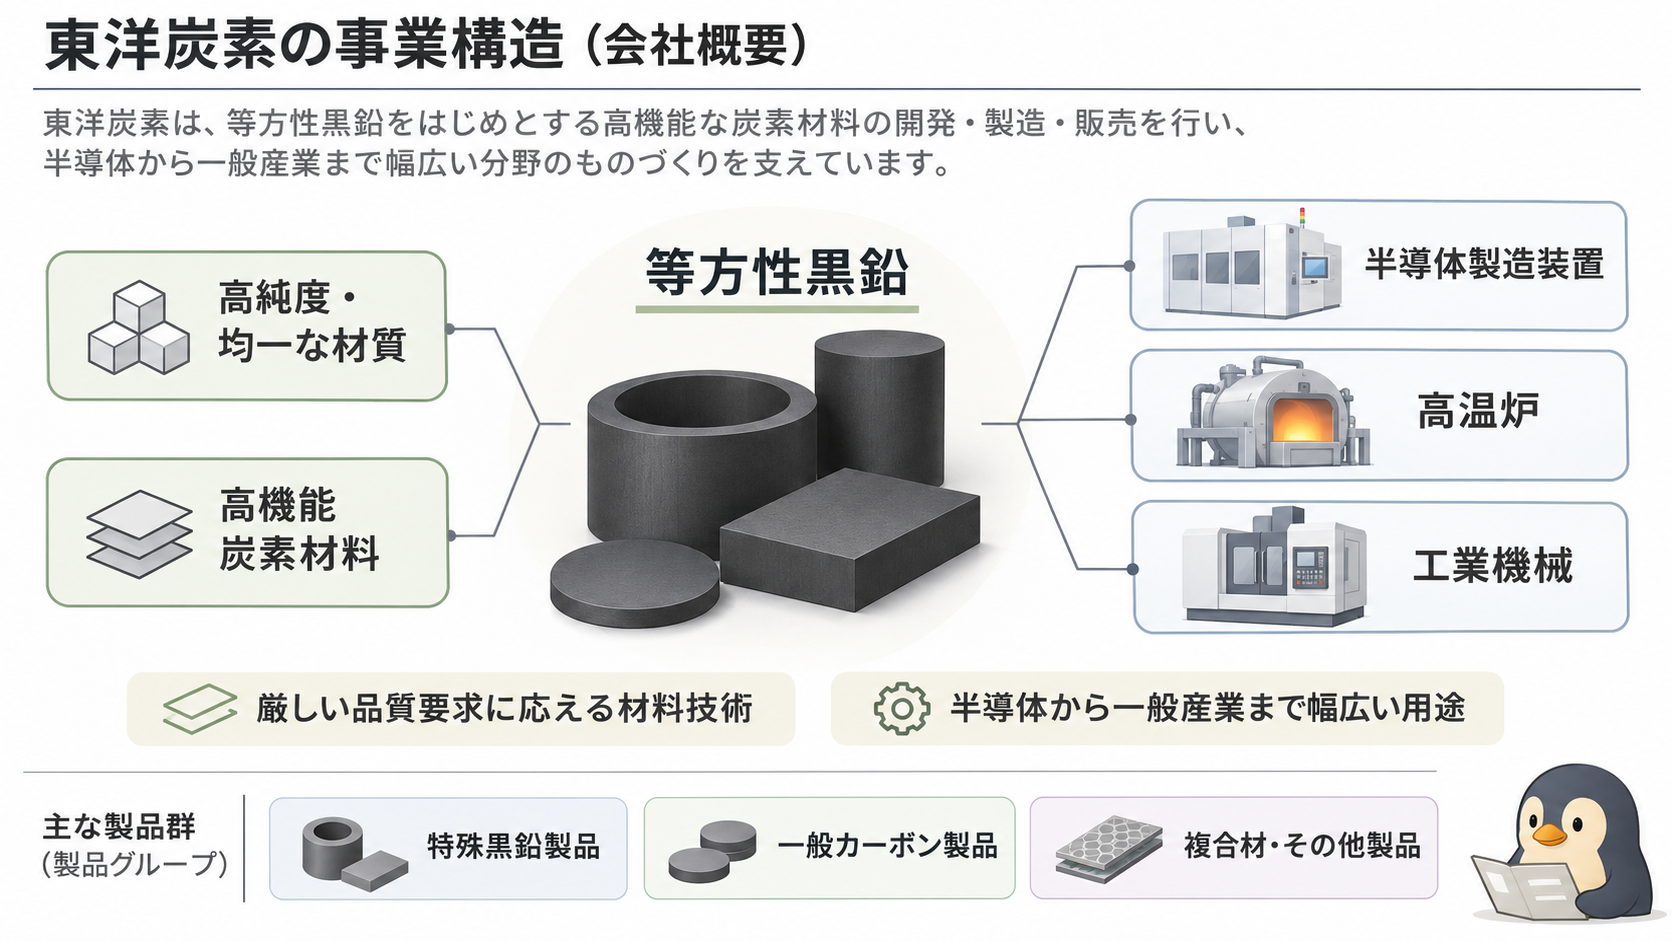 東洋炭素の事業構造（会社概要）
東洋炭素は、等方性黒鉛をはじめとする高機能な炭素材料の開発・製造・販売を行い、
半導体から一般産業まで幅広い分野のものづくりを支えています。
高純度・
均一な材質
高機能
炭素材料
等方性黒鉛
半導体製造装置
高温炉
工業機械
厳しい品質要求に応える材料技術
半導体から一般産業まで幅広い用途
主な製品群
（製品グループ）
特殊黒鉛製品
一般カーボン製品
複合材・その他製品